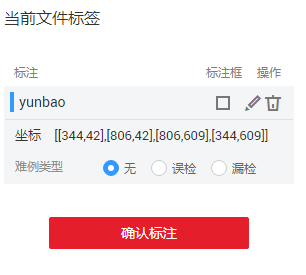 当前文件标签
标注 标注框 操作
yunbao
坐标 [[344,42],[806,42],[806,609],[344,609]]
难例类型 无 误检 漏检
确认标注